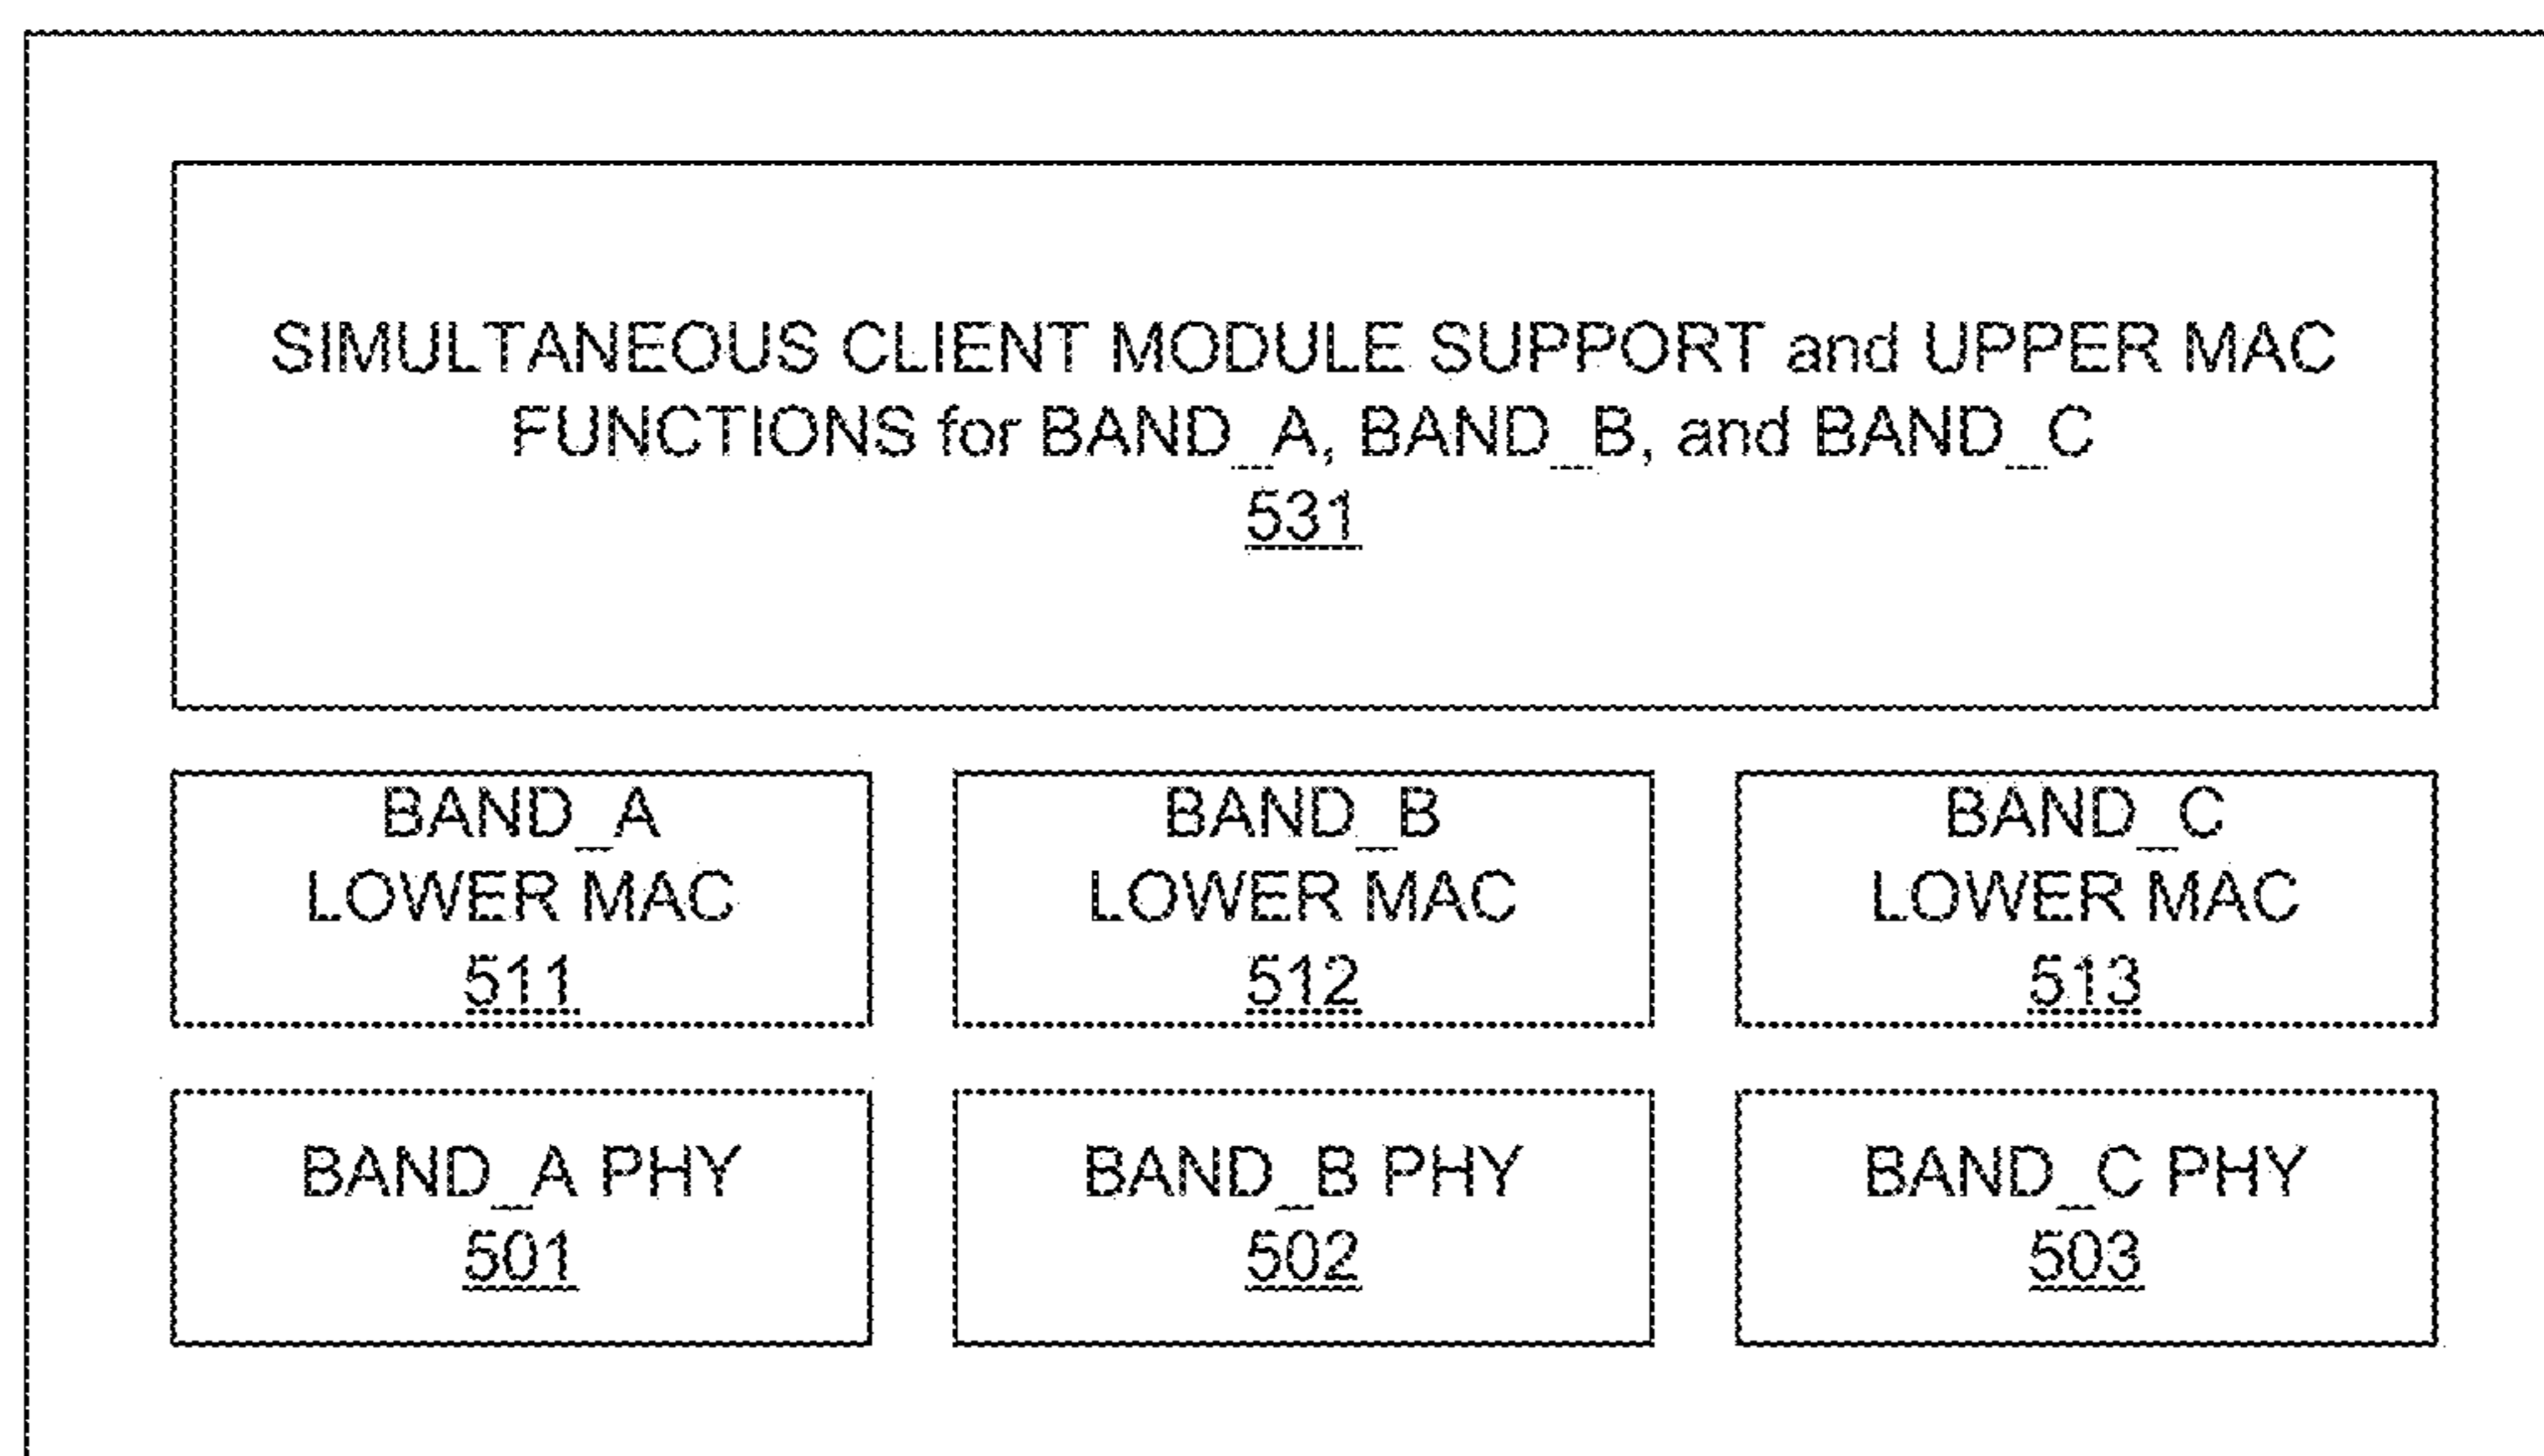 SIMULTANEOUS CLIENT MODULE SUPPORT and UPPER MAC
FUNCTIONS for BAND_A, BAND_B, and BAND_C
531
BAND_A
LOWER MAC
511
BAND_B
LOWER MAC
512
BAND_C
LOWER MAC
513
BAND_A PHY
501
BAND_B PHY
502
BAND_C PHY
503